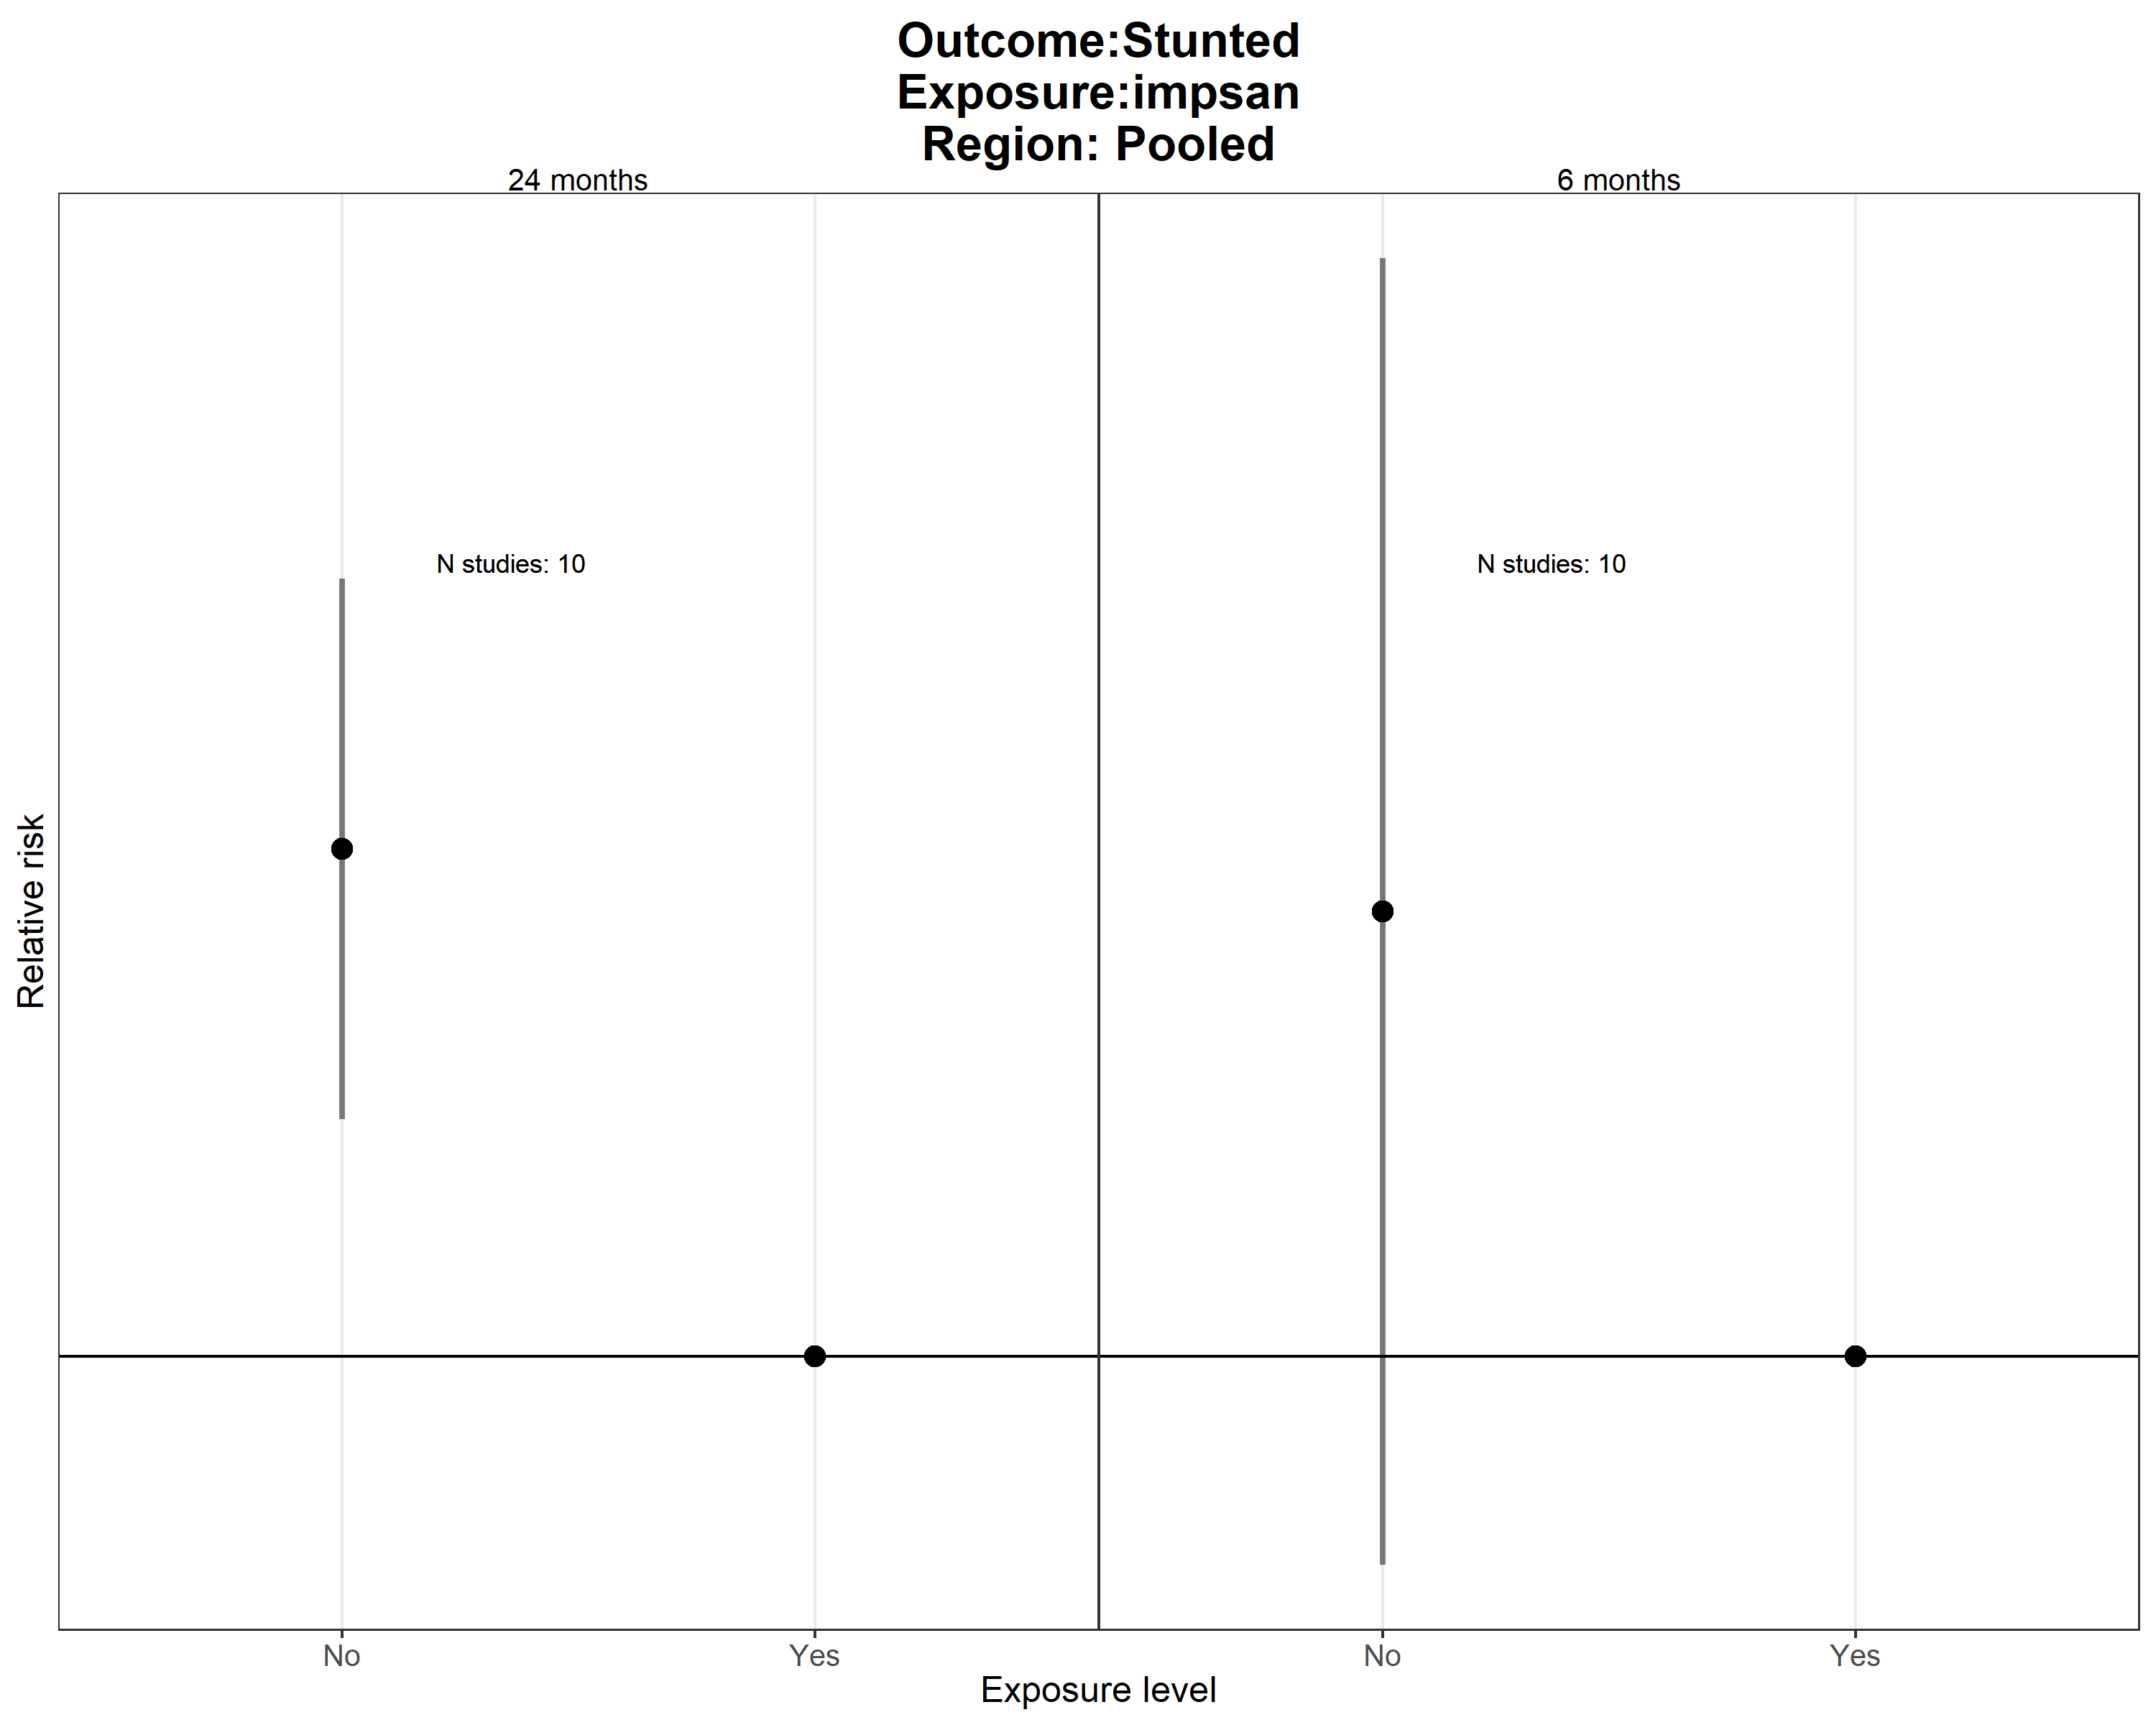 Outcome:Stunted
Exposure:impsan
Region: Pooled
24 months
6 months
N studies: 10
N studies: 10
Relative risk
No
Yes
No
Yes
Exposure level